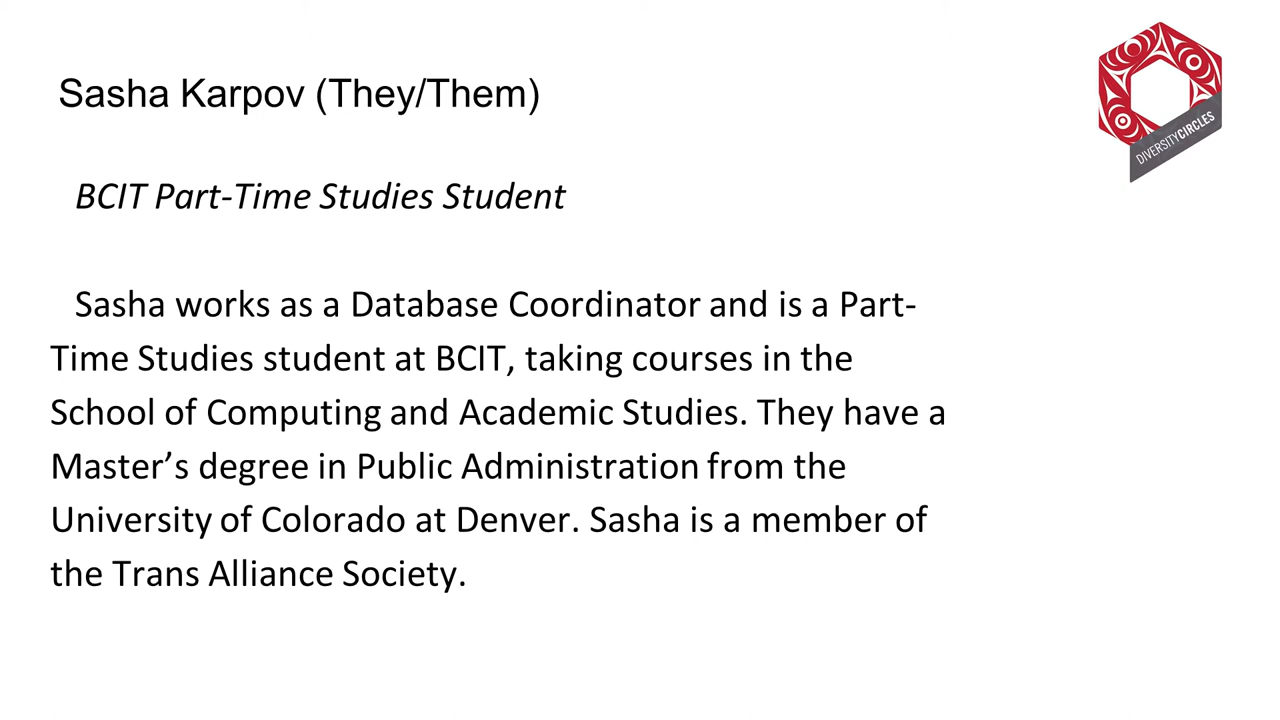 Sasha Karpov (They/Them)
DIVERSITYCIRCLES
BCIT Part-Time Studies Student
Sasha works as a Database Coordinator and is a Part-
Time Studies student at BCIT, taking courses in the
School of Computing and Academic Studies. They have a
Master’s degree in Public Administration from the
University of Colorado at Denver. Sasha is a member of
the Trans Alliance Society.